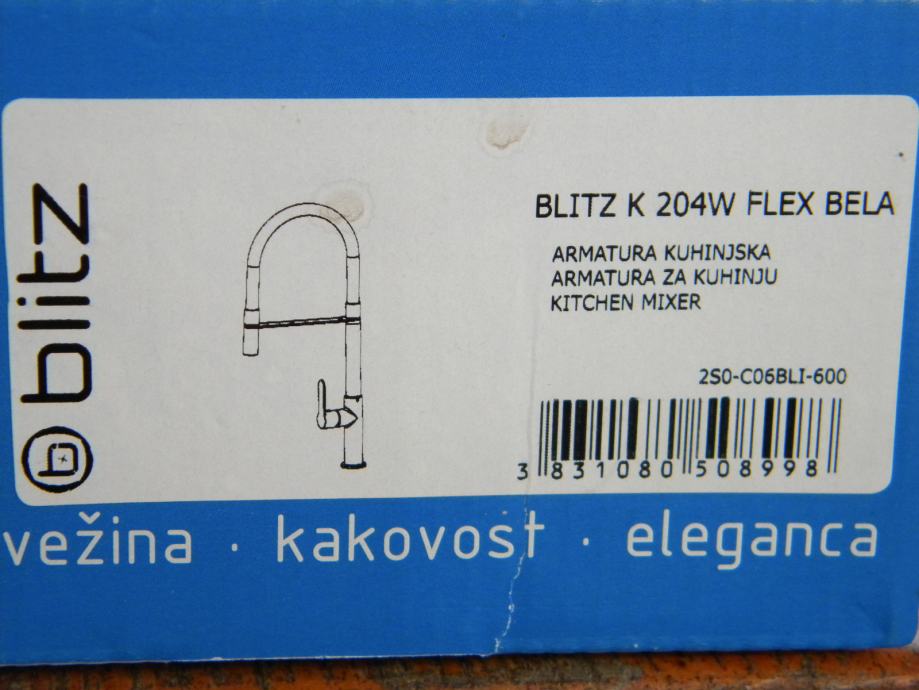 blitz
BLITZ K 204W FLEX BELA
ARMATURA KUHINJSKA
ARMATURA ZA KUHINJU
KITCHEN MIXER
2S0-C06BLI-600
3 831080 508998
vežina · kakovost · eleganca